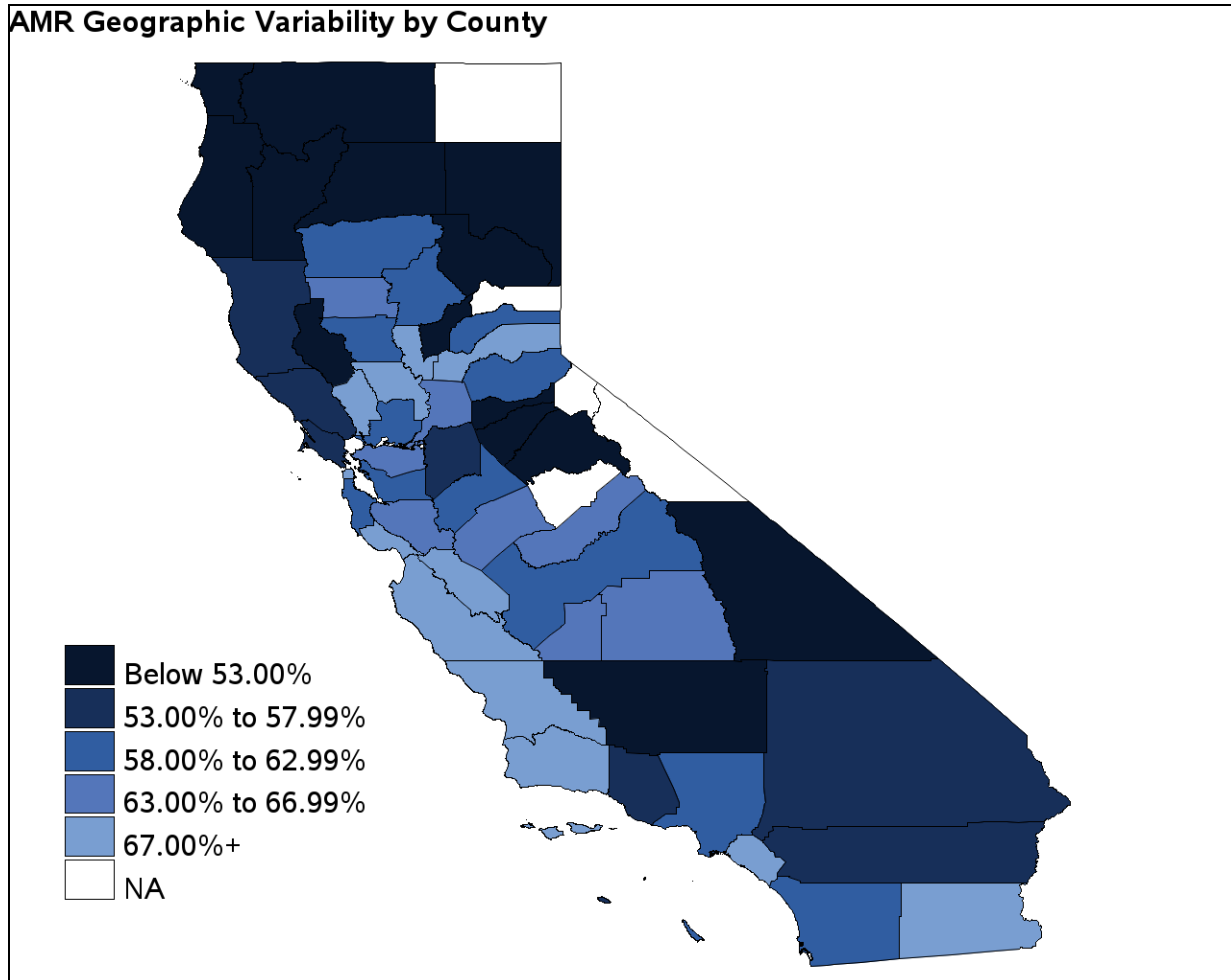 AMR Geographic Variability by County
Below 53.00%
53.00% to 57.99%
58.00% to 62.99%
63.00% to 66.99%
67.00%+
NA